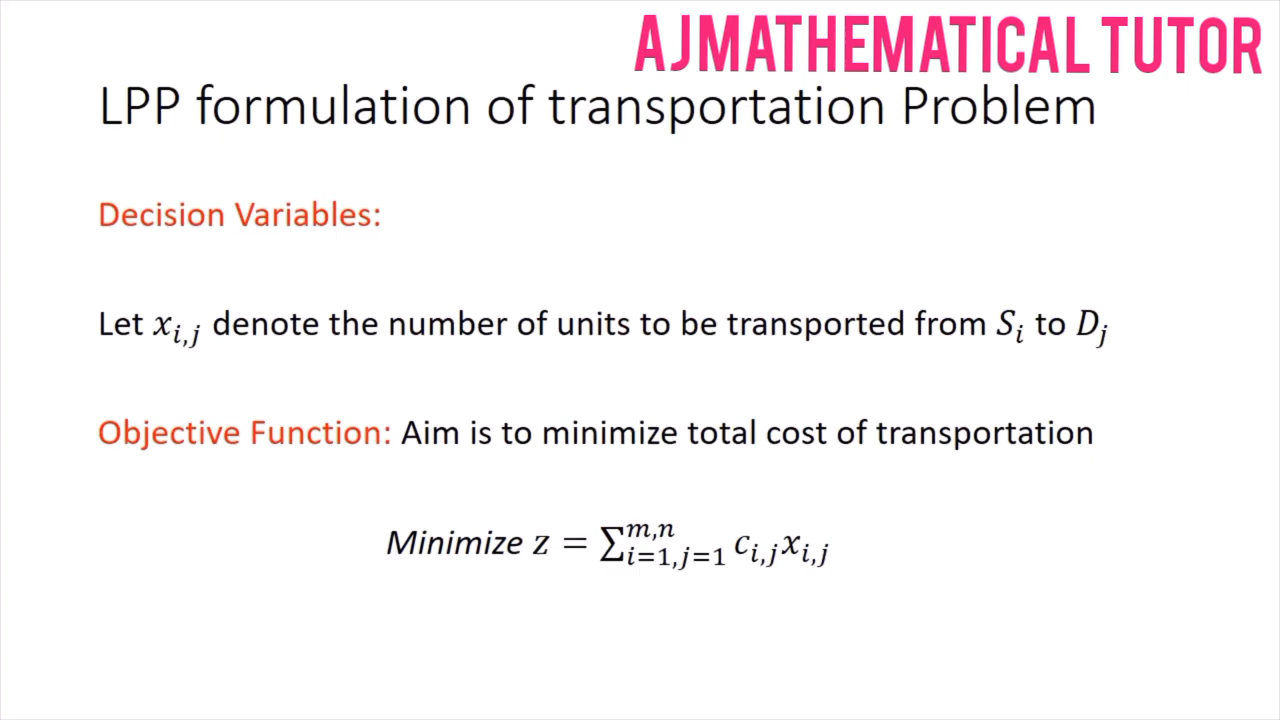 AJMATHEMATICAL TUTOR
LPP formulation of transportation Problem
Decision Variables:
Let $x_{i,j}$ denote the number of units to be transported from $S_i$ to $D_j$
Objective Function: Aim is to minimize total cost of transportation
Minimize $z = \sum_{i=1,j=1}^{m,n} c_{i,j} x_{i,j}$